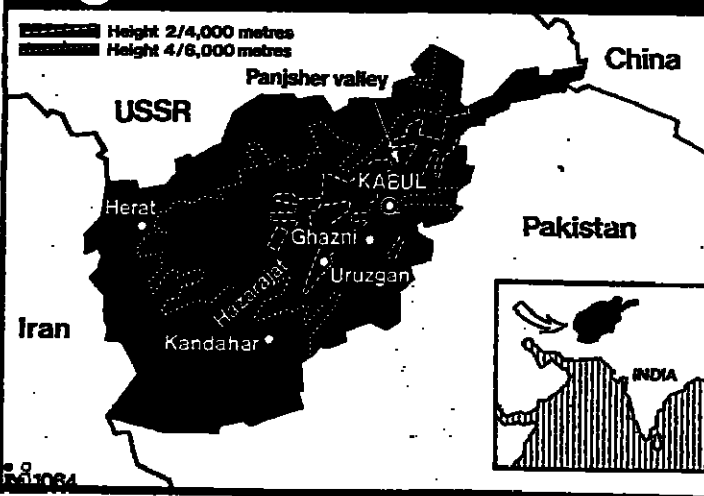 Height 2/4,000 metres
Height 4/6,000 metres
China
Panjsher valley
USSR
KABUL
Herat
Ghazni
Pakistan
Uruzgan
Hazarajat
Iran
Kandahar
INDIA